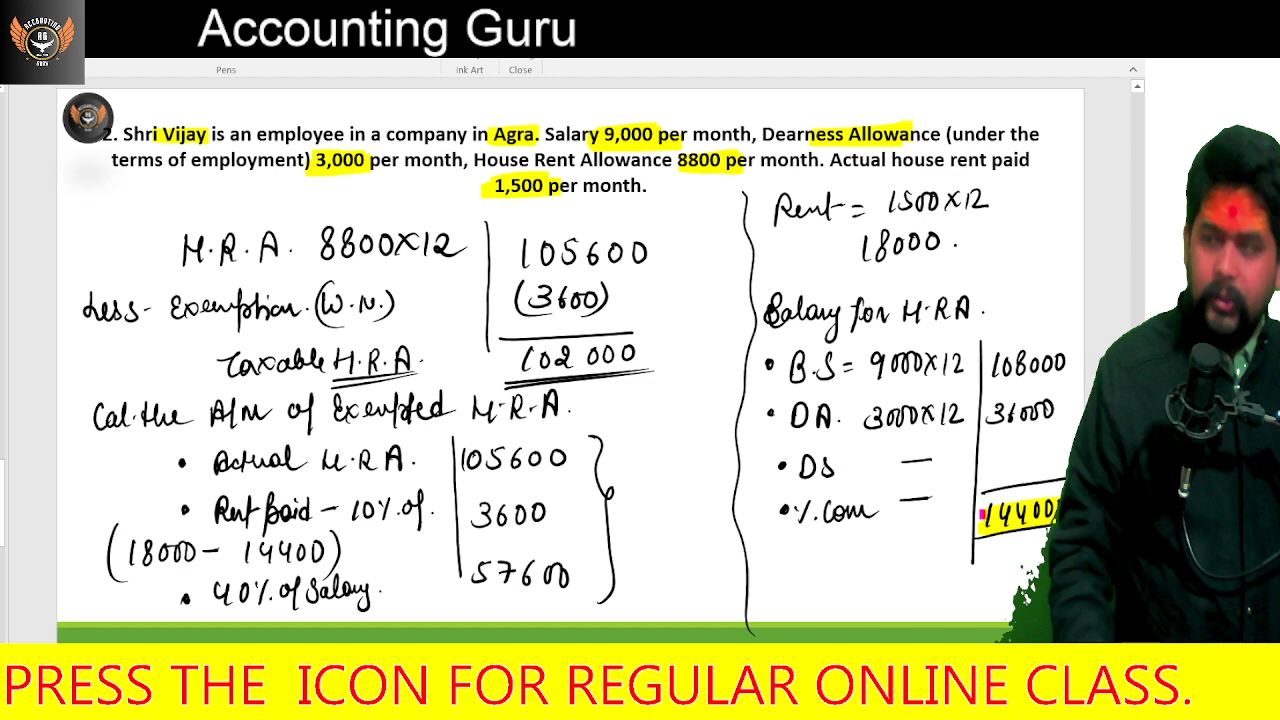 Accounting Guru
ACCOUNTING
AG
GURU
Pens
Ink Art
Close
2. Shri Vijay is an employee in a company in Agra. Salary 9,000 per month, Dearness Allowance (under the
terms of employment) 3,000 per month, House Rent Allowance 8800 per month. Actual house rent paid
1,500 per month.
H.R.A. 8800×12 105600
Less - Exemption. (W.N.) (3600)
Taxable H.R.A. 102 000
Cal. the A/m of Exempted H-R-A.
• Actual H.R.A. 105600
• Rent paid - 10% of. 3600
(18000 - 14400)
• 40% of Salary. 57600
Rent = 1500×12
18000.
Salary for H.R.A.
• B.S = 9000×12 108000
• DA. 3000×12 36000
• DS —
• %.Com —
14400
PRESS THE ICON FOR REGULAR ONLINE CLASS.